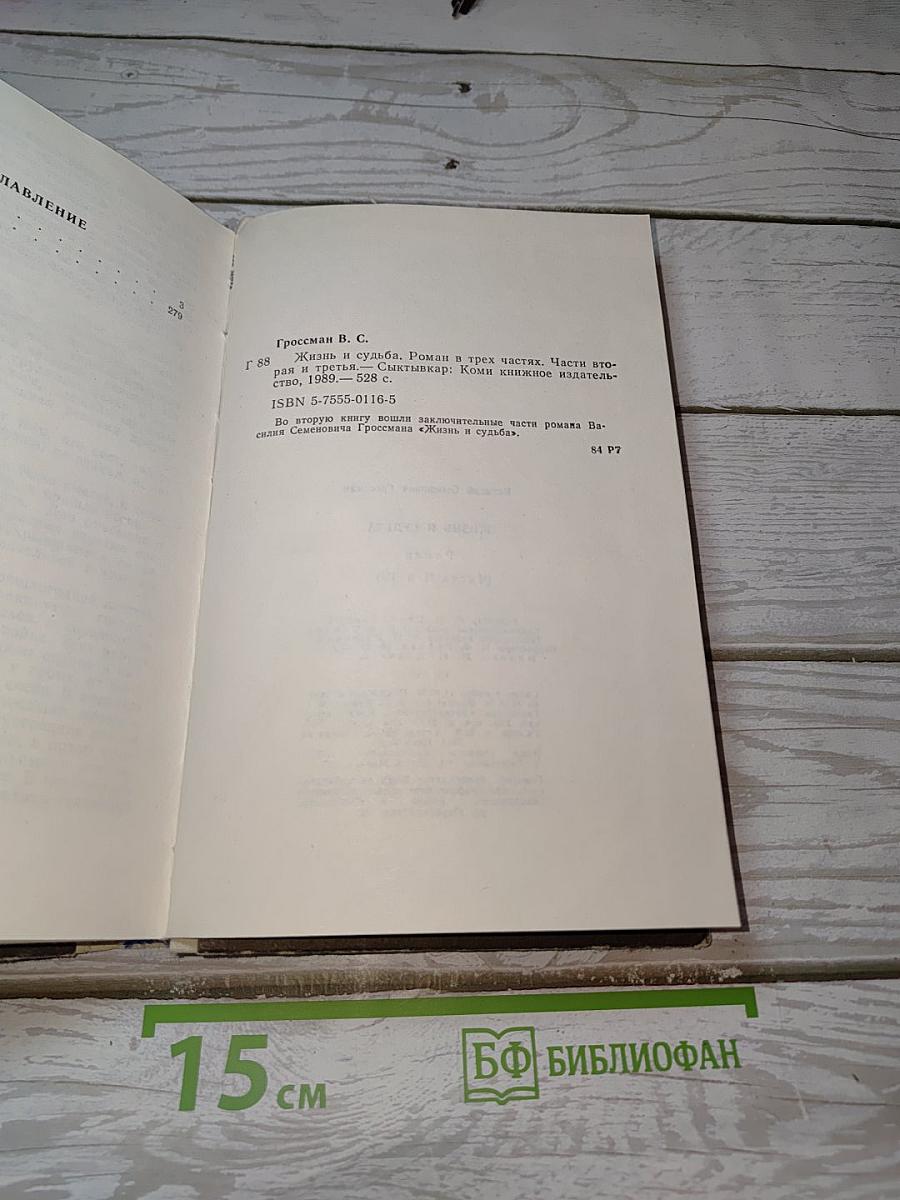 ЛАВЛЕНИЕ
3
279
Гроссман В. С.
Г 88 Жизнь и судьба. Роман в трех частях. Части вто-
рая и третья.— Сыктывкар: Коми книжное издатель-
ство, 1989.— 528 с.
ISBN 5-7555-0116-5
Во вторую книгу вошли заключительные части романа Ва-
силия Семеновича Гроссмана «Жизнь и судьба».
84 Р7
15 см
БФ БИБЛИОФАН